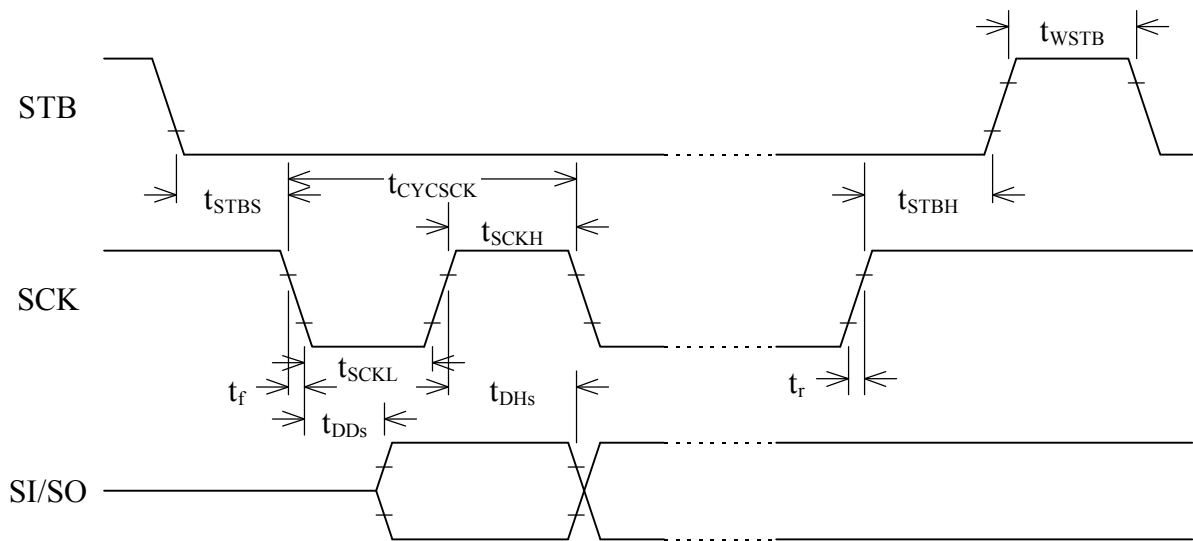 t_WSTB
STB
t_STBS
t_CYCSCK
t_STBH
t_SCKH
SCK
t_SCKL
t_f
t_DHs
t_r
t_DDs
SI/SO